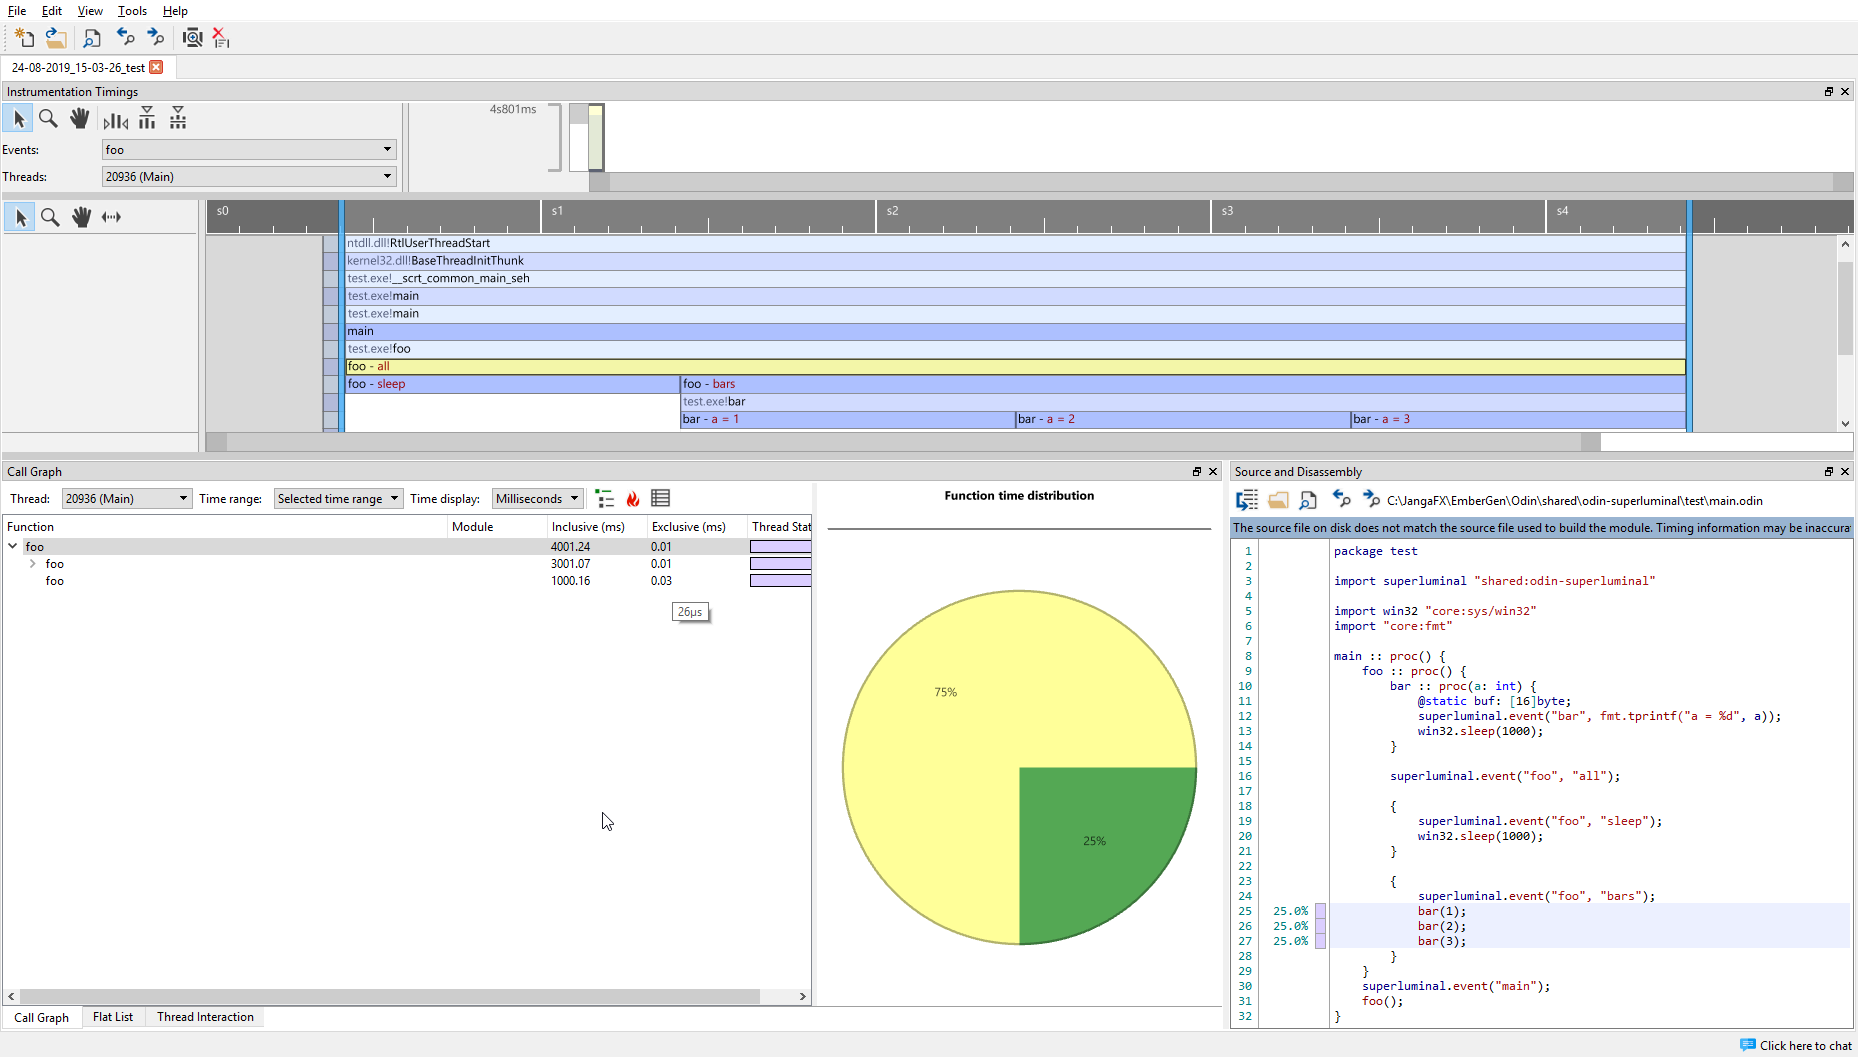 File Edit View Tools Help
24-08-2019_15-03-26_test
Instrumentation Timings
4s801ms
Events: foo
Threads: 20936 (Main)
s0 s1 s2 s3 s4
ntdll.dll!RtlUserThreadStart
kernel32.dll!BaseThreadInitThunk
test.exe!__scrt_common_main_seh
test.exe!main
test.exe!main
main
test.exe!foo
foo - all
foo - sleep foo - bars
test.exe!bar
bar - a = 1 bar - a = 2 bar - a = 3
Call Graph
Thread: 20936 (Main) Time range: Selected time range Time display: Milliseconds
Function Module Inclusive (ms) Exclusive (ms) Thread Stat
foo 4001.24 0.01
foo 3001.07 0.01
foo 1000.16 0.03
26µs
Function time distribution
75%
25%
Call Graph Flat List Thread Interaction
Source and Disassembly
C:\JangaFX\EmberGen\Odin\shared\odin-superluminal\test\main.odin
The source file on disk does not match the source file used to build the module. Timing information may be inaccura
1 package test
2
3 import superluminal "shared:odin-superluminal"
4
5 import win32 "core:sys/win32"
6 import "core:fmt"
7
8 main :: proc() {
9 foo :: proc() {
10 bar :: proc(a: int) {
11 @static buf: [16]byte;
12 superluminal.event("bar", fmt.tprintf("a = %d", a));
13 win32.sleep(1000);
14 }
15
16 superluminal.event("foo", "all");
17
18 {
19 superluminal.event("foo", "sleep");
20 win32.sleep(1000);
21 }
22
23 {
24 superluminal.event("foo", "bars");
25 25.0% bar(1);
26 25.0% bar(2);
27 25.0% bar(3);
28 }
29 }
30 superluminal.event("main");
31 foo();
32 }
Click here to chat